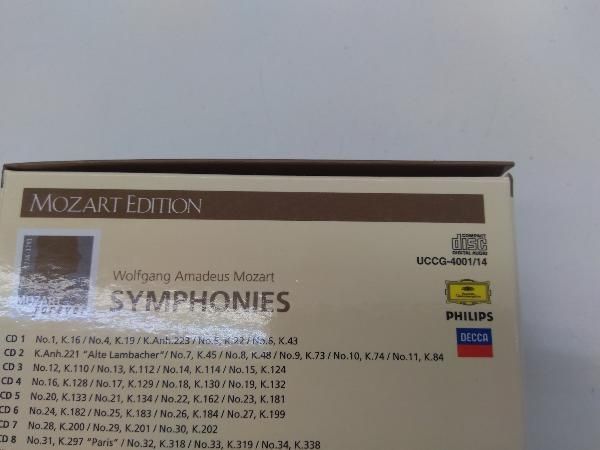 MOZART EDITION
COMPACT
disc
DIGITAL AUDIO
UCCG-4001/14
MOZART
forever
Wolfgang Amadeus Mozart
SYMPHONIES
PHILIPS
DECCA
CD 1 No.1, K.16 / No.4, K.19 / K.Anh.223 / No.5, K.22 / No.6, K.43
CD 2 K.Anh.221 "Alte Lambacher" / No.7, K.45 / No.8, K.48 / No.9, K.73 / No.10, K.74 / No.11, K.84
CD 3 No.12, K.110 / No.13, K.112 / No.14, K.114 / No.15, K.124
CD 4 No.16, K.128 / No.17, K.129 / No.18, K.130 / No.19, K.132
CD 5 No.20, K.133 / No.21, K.134 / No.22, K.162 / No.23, K.181
CD 6 No.24, K.182 / No.25, K.183 / No.26, K.184 / No.27, K.199
CD 7 No.28, K.200 / No.29, K.201 / No.30, K.202
CD 8 No.31, K.297 "Paris" / No.32, K.318 / No.33, K.319 / No.34, K.338